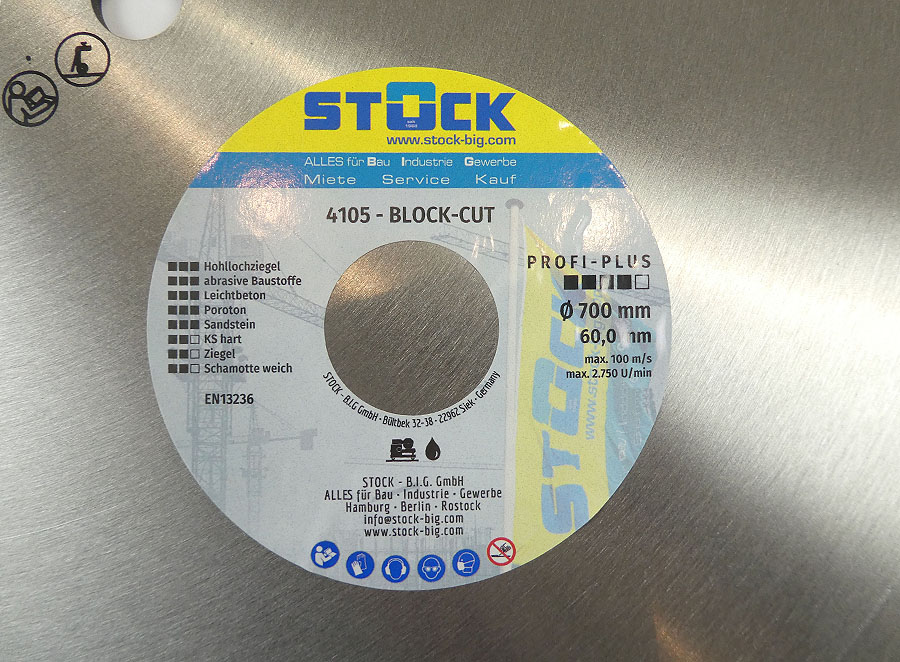 STOCK
seit
www.stock-big.com
ALLES für Bau Industrie Gewerbe
Miete Service Kauf
4105 - BLOCK-CUT
Hohllochziegel
abrasive Baustoffe
Leichtbeton
Poroton
Sandstein
KS hart
Ziegel
Schamotte weich
EN13236
PROFI-PLUS
Ø 700 mm
60,0 mm
max. 100 m/s
max. 2.750 U/min
STOCK - B.I.G GmbH · Bültbek 32-38 · 22962 Siek · Germany
STOCK - B.I.G. GmbH
ALLES für Bau · Industrie · Gewerbe
Hamburg · Berlin · Rostock
info@stock-big.com
www.stock-big.com
STOCK